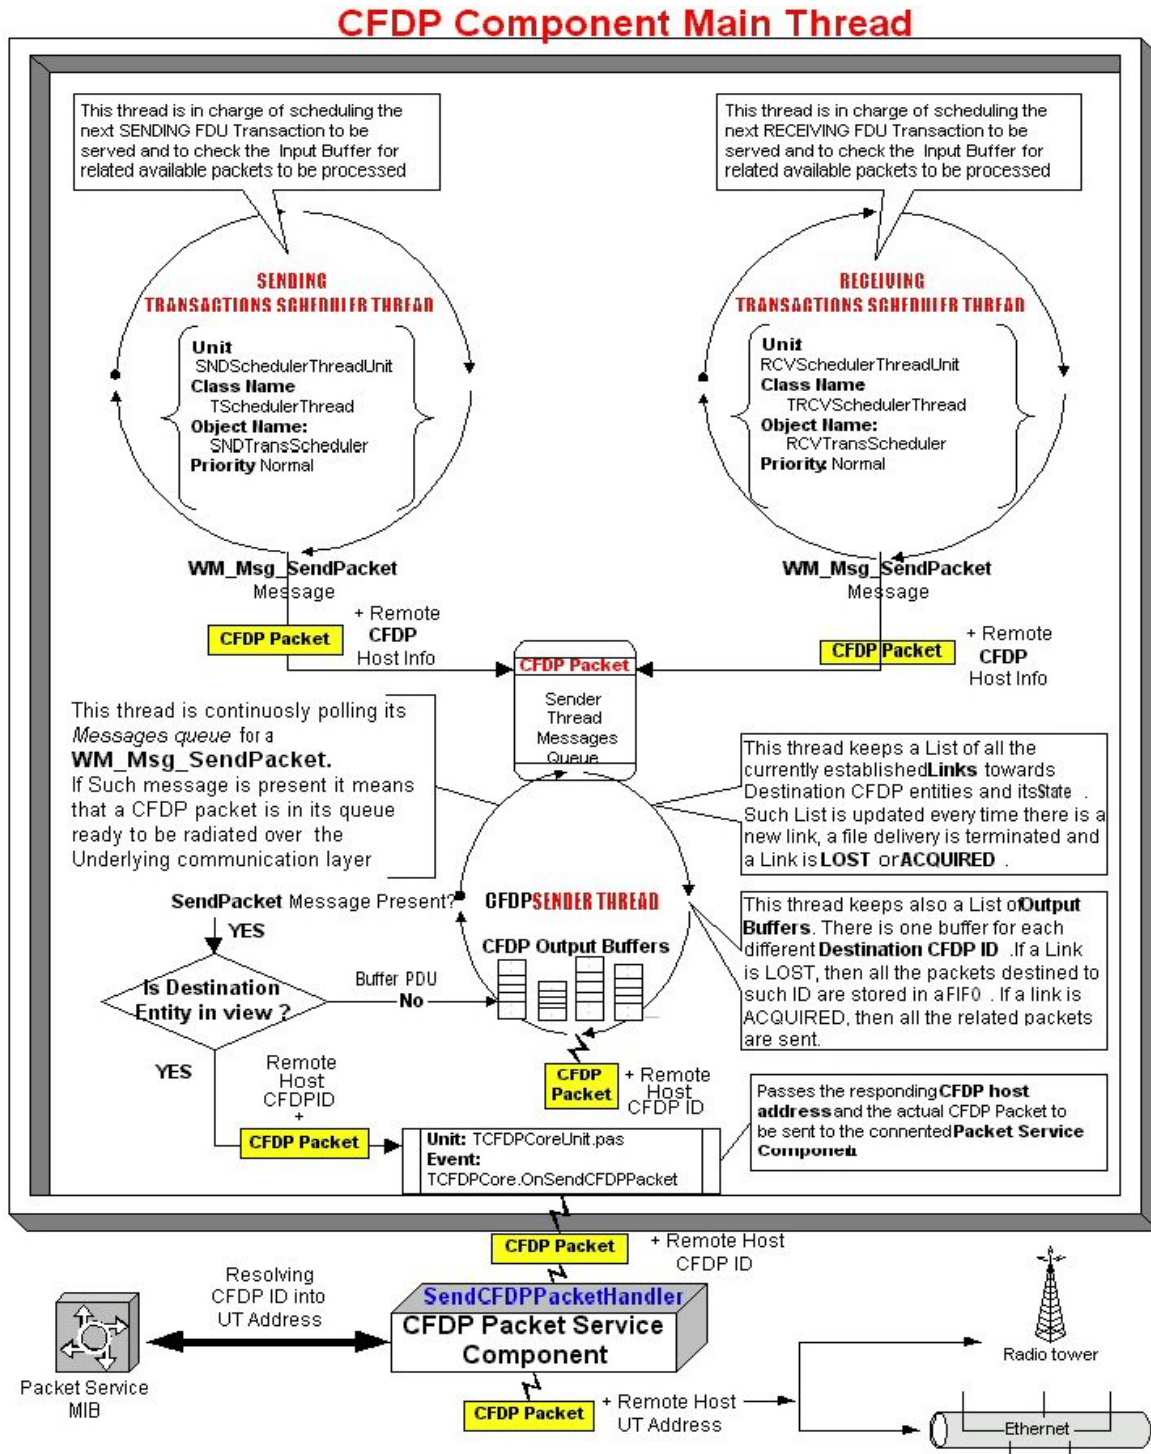 CFDP Component Main Thread
This thread is in charge of scheduling the
next SENDING FDU Transaction to be
served and to check the Input Buffer for
related available packets to be processed
This thread is in charge of scheduling the
next RECEIVING FDU Transaction to be
served and to check the Input Buffer for
related available packets to be processed
SENDING
TRANSACTIONS SCHEDULER THREAD
Unit:
SNDSchedulerThreadUnit
Class Name
TSchedulerThread
Object Name:
SNDTransScheduler
Priority Normal
RECEIVING
TRANSACTIONS SCHEDULER THREAD
Unit:
RCVSchedulerThreadUnit
Class Name
TRCVSchedulerThread
Object Name:
RCVTransScheduler
Priority: Normal
WM_Msg_SendPacket
Message
CFDP Packet
+ Remote
CFDP
Host Info
WM_Msg_SendPacket
Message
CFDP Packet
+ Remote
CFDP
Host Info
CFDP Packet
Sender
Thread
Messages
Queue
This thread is continuosly polling its
Messages queue for a
WM_Msg_SendPacket.
If Such message is present it means
that a CFDP packet is in its queue
ready to be radiated over the
Underlying communication layer
This thread keeps a List of all the
currently established Links towards
Destination CFDP entities and its State .
Such List is updated every time there is a
new link, a file delivery is terminated and
a Link is LOST or ACQUIRED .
CFDP SENDER THREAD
CFDP Output Buffers
This thread keeps also a List of Output
Buffers. There is one buffer for each
different Destination CFDP ID .If a Link
is LOST, then all the packets destined to
such ID are stored in a FIFO . If a link is
ACQUIRED, then all the related packets
are sent.
SendPacket Message Present?
YES
Is Destination
Entity in view ?
Buffer PDU
No
YES
Remote
Host
CFDPID
+
CFDP Packet
CFDP
Packet
+ Remote
Host
CFDP ID
Unit: TCFDPCoreUnit.pas
Event:
TCFDPCore.OnSendCFDPPacket
Passes the responding CFDP host
address and the actual CFDP Packet to
be sent to the connented Packet Service
Component.
CFDP Packet
+ Remote Host
CFDP ID
Resolving
CFDP ID into
UT Address
SendCFDPPacketHandler
CFDP Packet Service
Component
Packet Service
MIB
CFDP Packet
+ Remote Host
UT Address
Radio tower
Ethernet